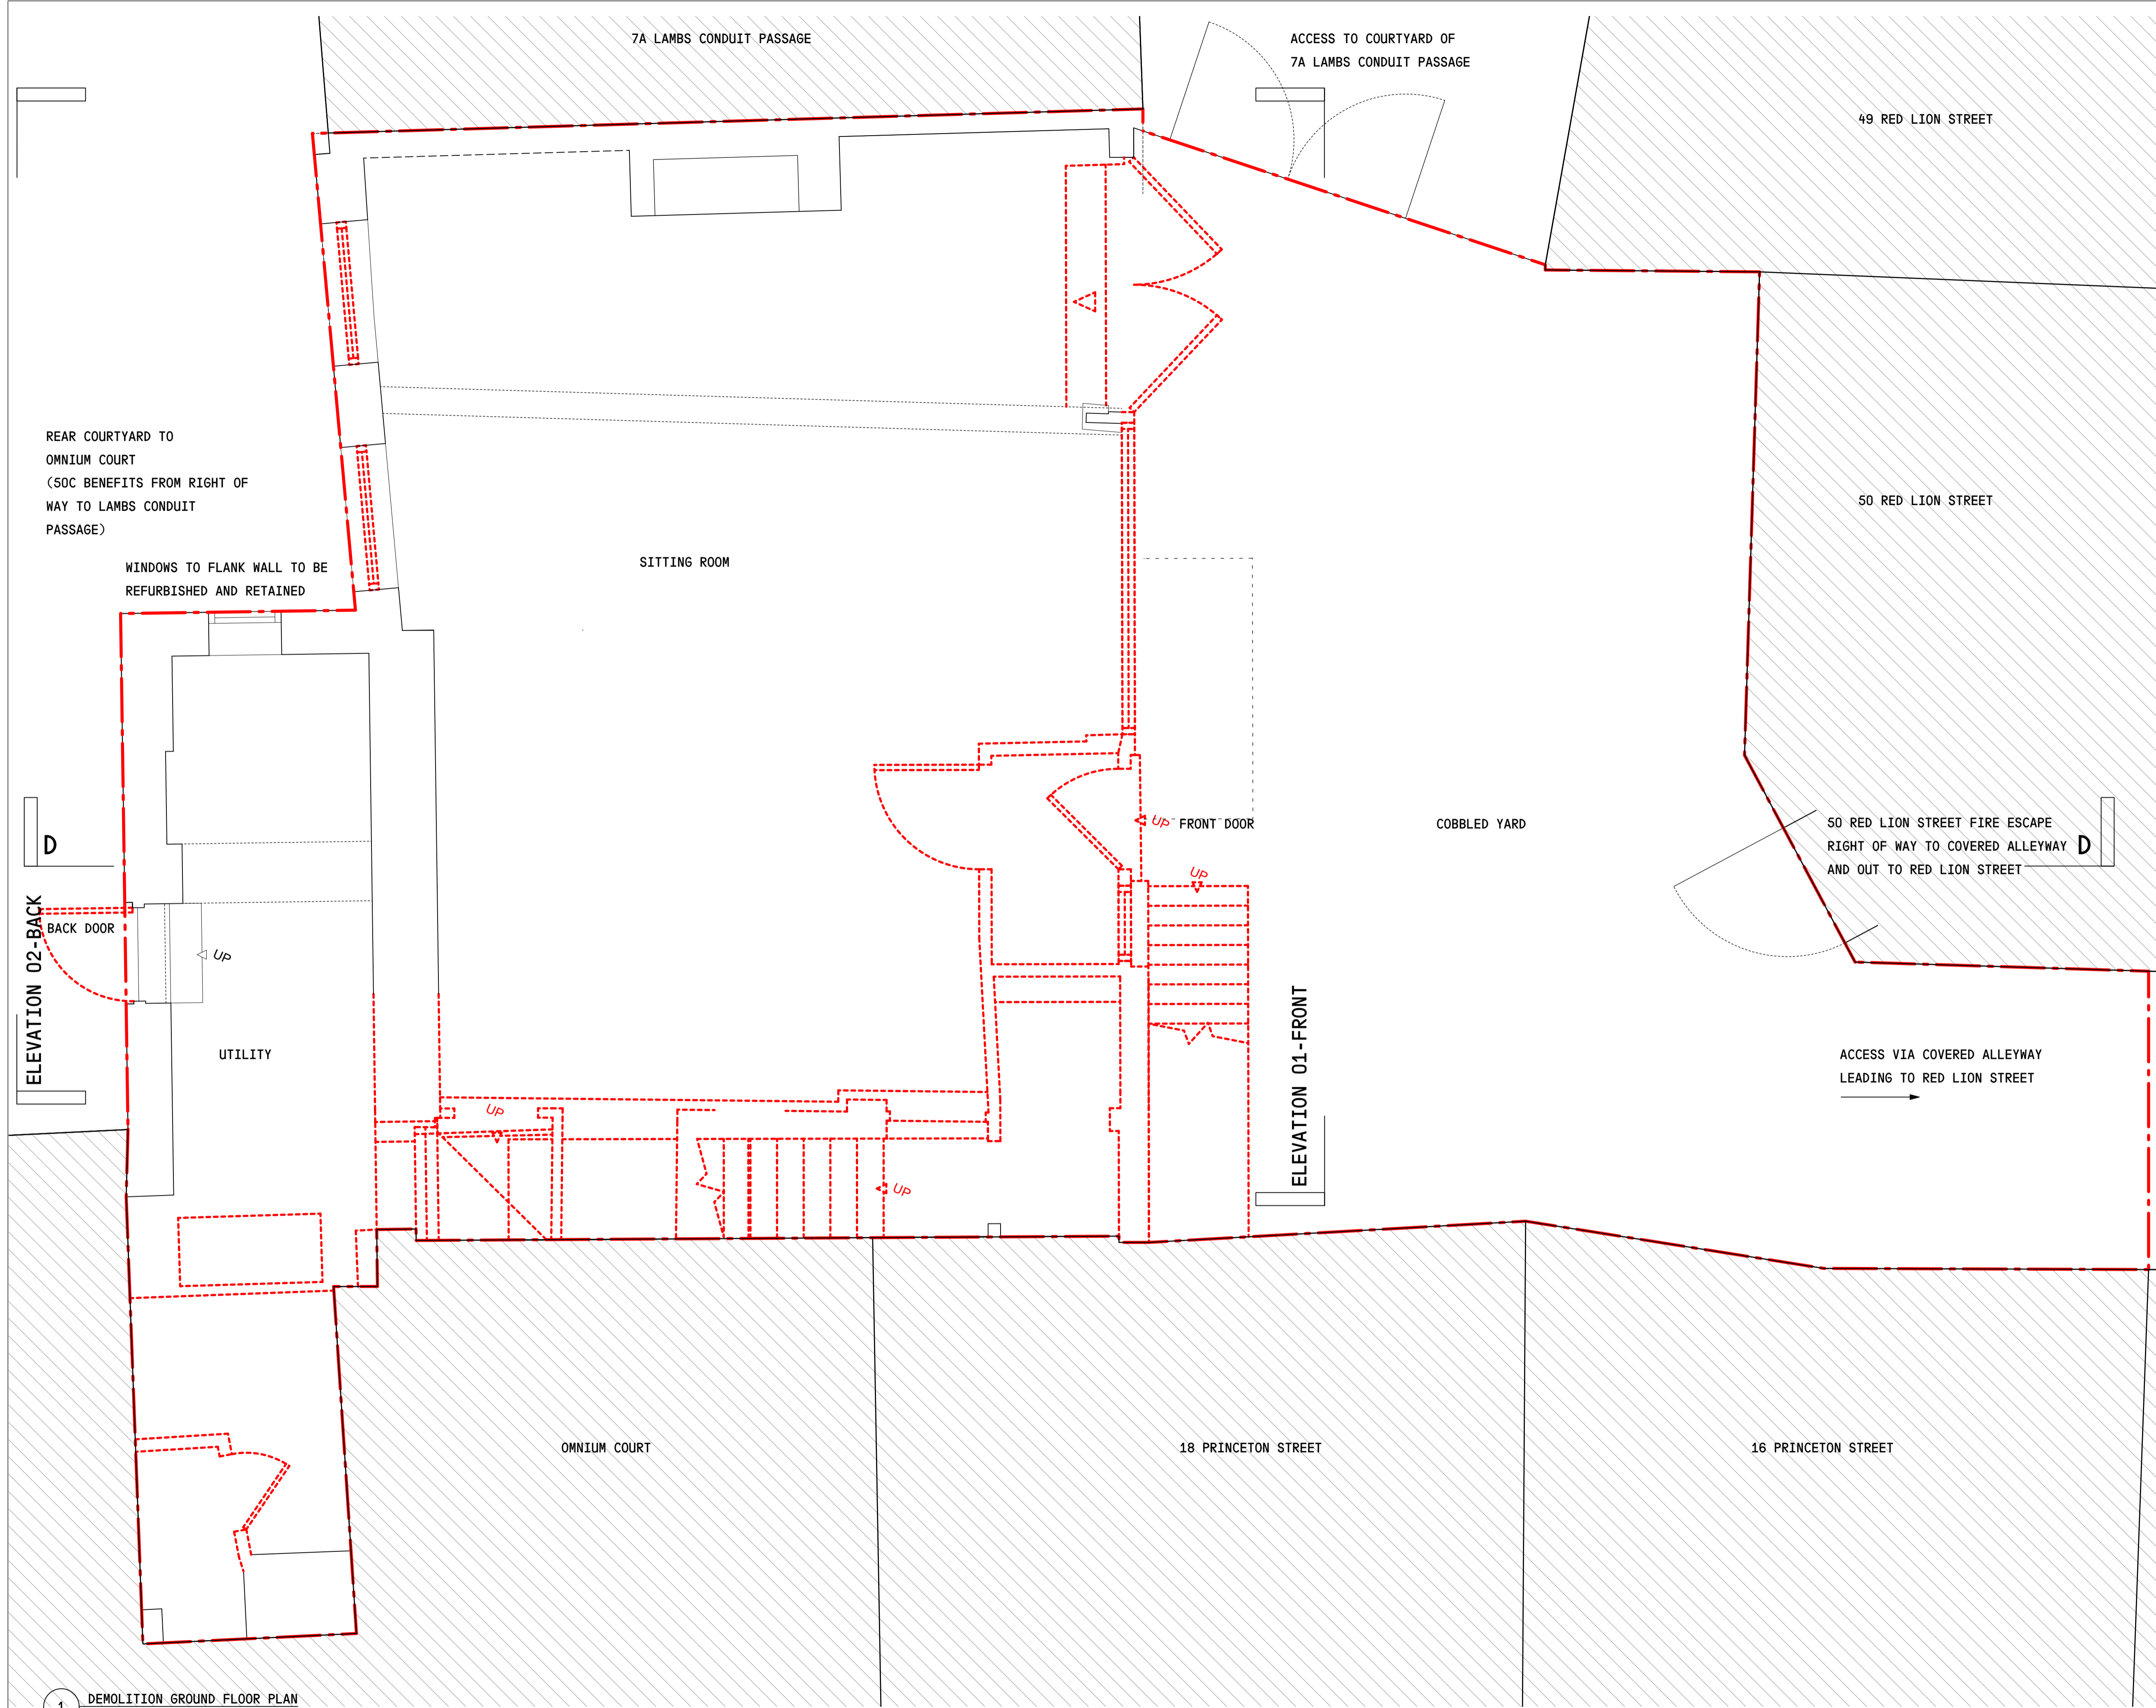 7A LAMBS CONDUIT PASSAGE
ACCESS TO COURTYARD OF
7A LAMBS CONDUIT PASSAGE
49 RED LION STREET
REAR COURTYARD TO
OMNIUM COURT
(50C BENEFITS FROM RIGHT OF
WAY TO LAMBS CONDUIT
PASSAGE)
50 RED LION STREET
WINDOWS TO FLANK WALL TO BE
REFURBISHED AND RETAINED
SITTING ROOM
UP
FRONT DOOR
COBBLED YARD
50 RED LION STREET FIRE ESCAPE
RIGHT OF WAY TO COVERED ALLEYWAY
AND OUT TO RED LION STREET
D
D
UP
ELEVATION 02-BACK
BACK DOOR
UP
ELEVATION 01-FRONT
UTILITY
ACCESS VIA COVERED ALLEYWAY
LEADING TO RED LION STREET
UP
UP
OMNIUM COURT
18 PRINCETON STREET
16 PRINCETON STREET
1
DEMOLITION GROUND FLOOR PLAN